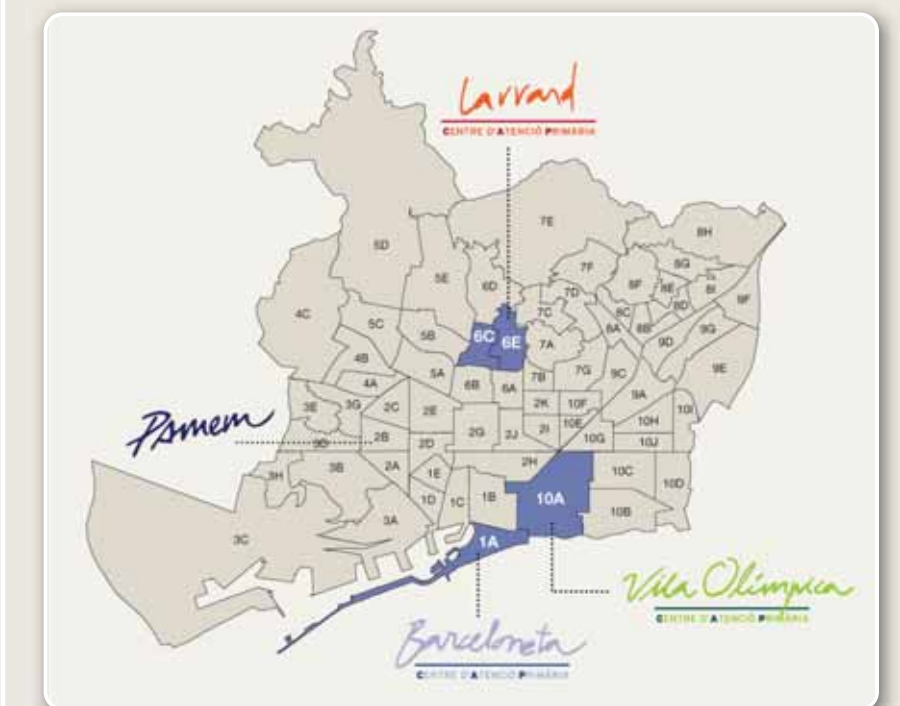 Larrard
CENTRE D'ATENCIÓ PRIMÀRIA
7E
8H
5D
8G
7F
5E
6D
8F
8E
8I
7D
9F
8D
4C
7C
8C
5C
6C
6E
8A
8B
9G
5B
7A
9D
4B
9E
5A
7B
7G
9C
4A
6B
6A
9A
3G
2C
2K
10F
3E
2E
10I
Psmem
10E
10H
2B
2G
2J
2I
10G
10J
3D
2D
2H
3B
2A
1E
10C
3H
10D
1D
1C
1B
10A
10B
3A
3C
1A
Vila Olímpica
CENTRE D'ATENCIÓ PRIMÀRIA
Barceloneta
CENTRE D'ATENCIÓ PRIMÀRIA